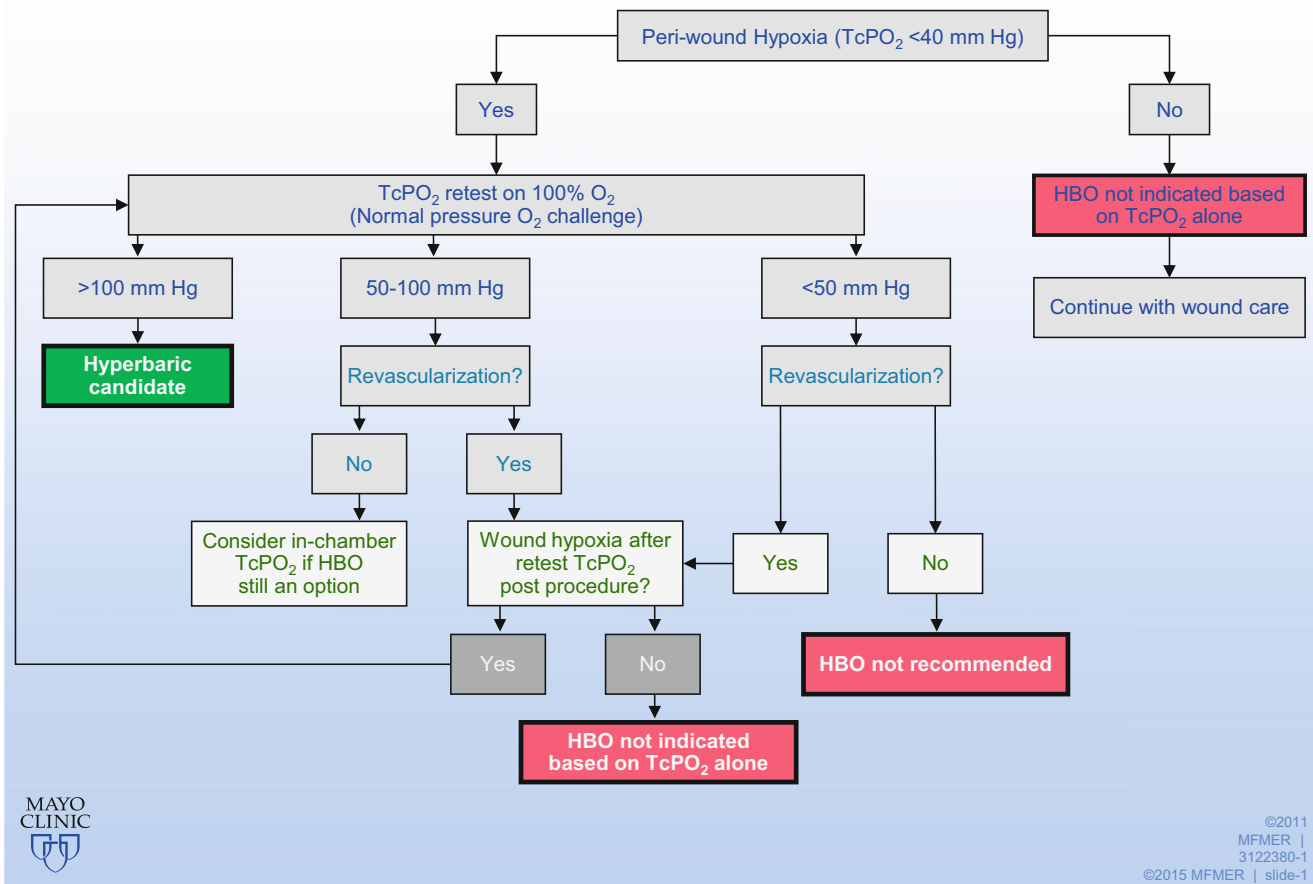 Peri-wound Hypoxia (TcPO₂ <40 mm Hg)
Yes
No
TcPO₂ retest on 100% O₂
(Normal pressure O₂ challenge)
HBO not indicated based
on TcPO₂ alone
>100 mm Hg
50-100 mm Hg
<50 mm Hg
Continue with wound care
Hyperbaric
candidate
Revascularization?
Revascularization?
No
Yes
Consider in-chamber
TcPO₂ if HBO
still an option
Wound hypoxia after
retest TcPO₂
post procedure?
Yes
No
Yes
No
HBO not recommended
HBO not indicated
based on TcPO₂ alone
MAYO
CLINIC
©2011
MFMER |
3122380-1
©2015 MFMER | slide-1